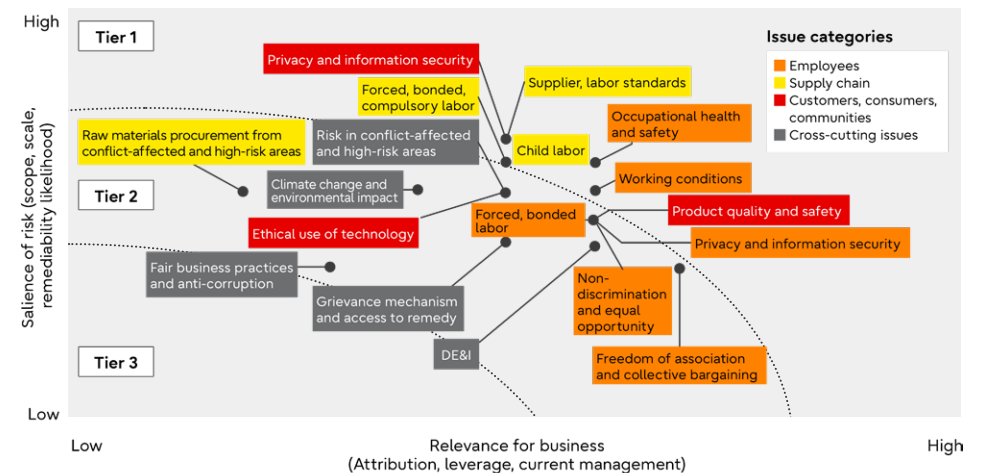 High
Tier 1
Issue categories
Employees
Supply chain
Customers, consumers,
communities
Cross-cutting issues
Privacy and information security
Supplier, labor standards
Forced, bonded,
compulsory labor
Occupational health
and safety
Raw materials procurement from
conflict-affected and high-risk areas
Risk in conflict-affected
and high-risk areas
Child labor
Salience of risk (scope, scale,
remediability likelihood)
Tier 2
Climate change and
environmental impact
Working conditions
Ethical use of technology
Forced, bonded
labor
Product quality and safety
Privacy and information security
Fair business practices
and anti-corruption
Grievance mechanism
and access to remedy
Non-
discrimination
and equal
opportunity
Tier 3
DE&I
Freedom of association
and collective bargaining
Low
Low
Relevance for business
High
(Attribution, leverage, current management)